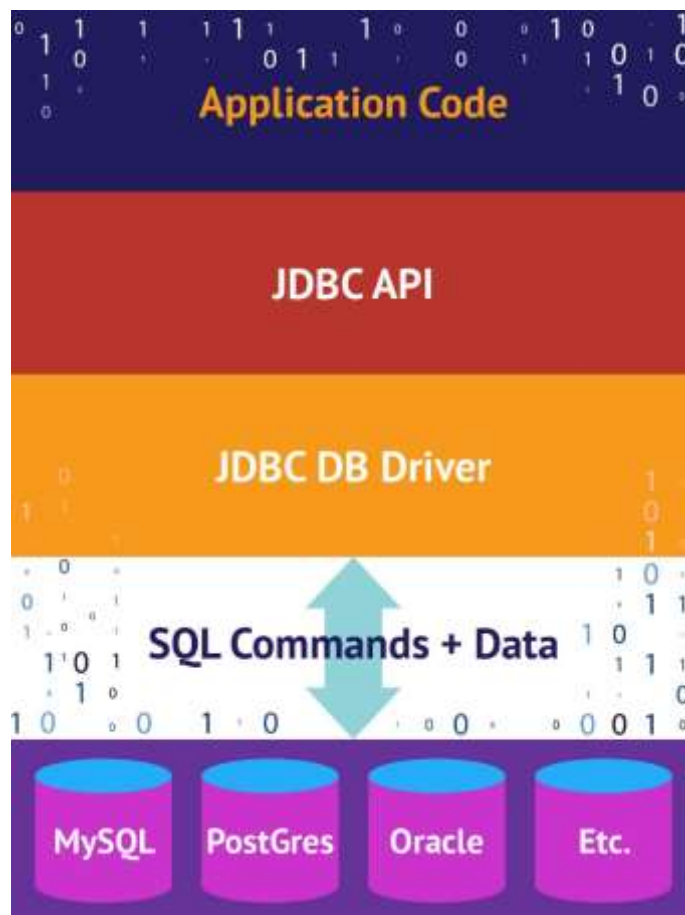 Application Code
JDBC API
JDBC DB Driver
SQL Commands + Data
MySQL
PostGres
Oracle
Etc.